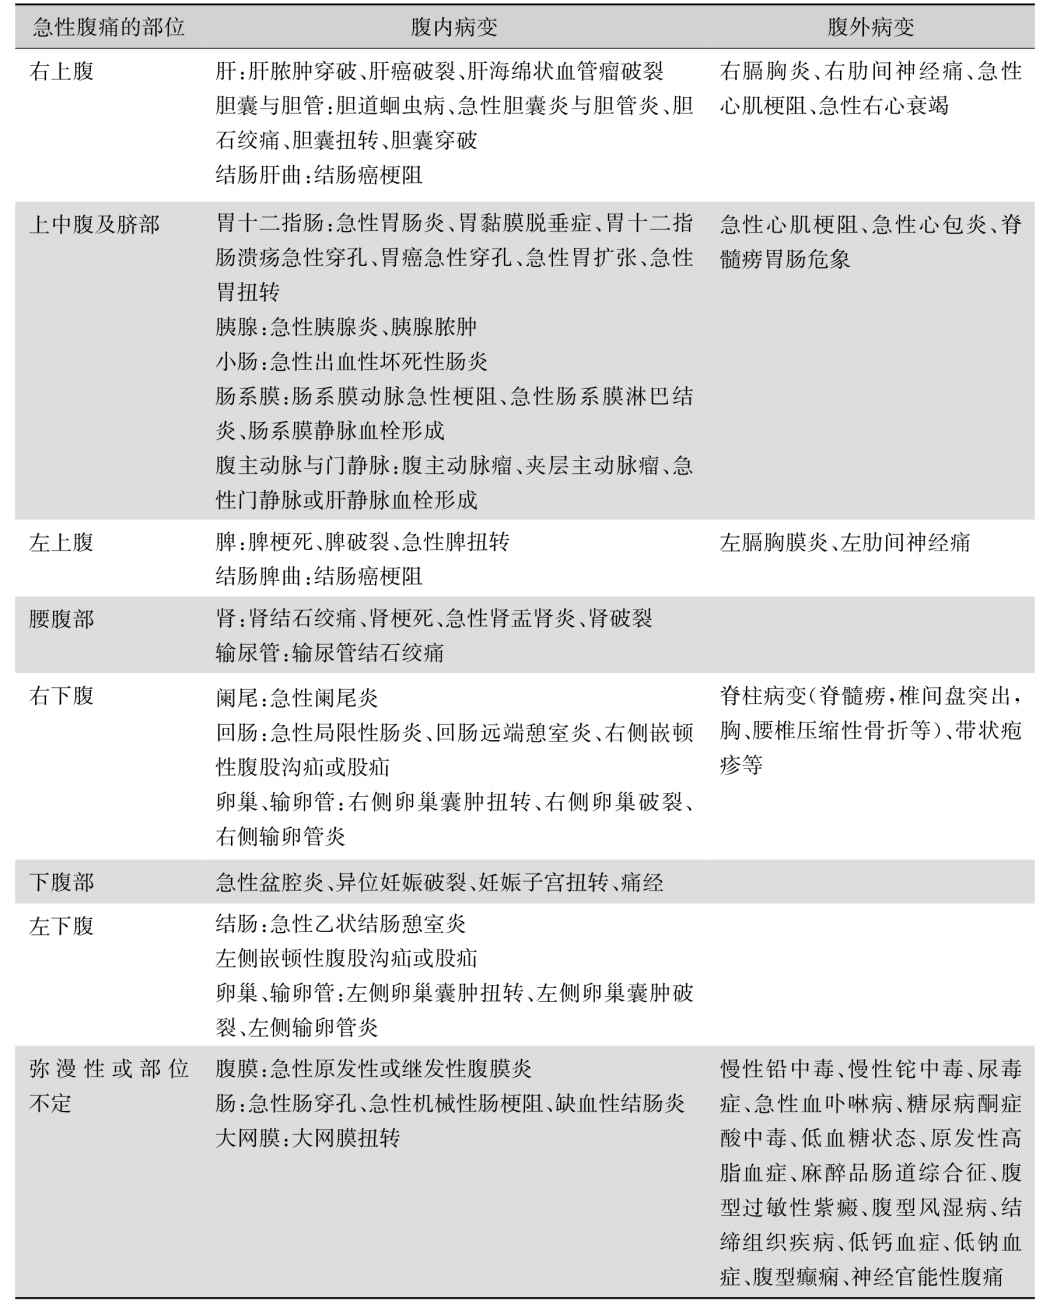 急性腹痛的部位 腹内病变 腹外病变
右上腹 肝:肝脓肿穿破、肝癌破裂、肝海绵状血管瘤破裂 右膈胸炎、右肋间神经痛、急性
胆囊与胆管:胆道蛔虫病、急性胆囊炎与胆管炎、胆 心肌梗阻、急性右心衰竭
石绞痛、胆囊扭转、胆囊穿破
结肠肝曲:结肠癌梗阻
上中腹及脐部 胃十二指肠:急性胃肠炎、胃黏膜脱垂症、胃十二指 急性心肌梗阻、急性心包炎、脊
肠溃疡急性穿孔、胃癌急性穿孔、急性胃扩张、急性 髓痨胃肠危象
胃扭转
胰腺:急性胰腺炎、胰腺脓肿
小肠:急性出血性坏死性肠炎
肠系膜:肠系膜动脉急性梗阻、急性肠系膜淋巴结
炎、肠系膜静脉血栓形成
腹主动脉与门静脉:腹主动脉瘤、夹层主动脉瘤、急
性门静脉或肝静脉血栓形成
左上腹 脾:脾梗死、脾破裂、急性脾扭转 左膈胸膜炎、左肋间神经痛
结肠脾曲:结肠癌梗阻
腰腹部 肾:肾结石绞痛、肾梗死、急性肾盂肾炎、肾破裂
输尿管:输尿管结石绞痛
右下腹 阑尾:急性阑尾炎 脊柱病变(脊髓痨,椎间盘突出,
回肠:急性局限性肠炎、回肠远端憩室炎、右侧嵌顿 胸、腰椎压缩性骨折等)、带状疱
性腹股沟疝或股疝 疹等
卵巢、输卵管:右侧卵巢囊肿扭转、右侧卵巢破裂、
右侧输卵管炎
下腹部 急性盆腔炎、异位妊娠破裂、妊娠子宫扭转、痛经
左下腹 结肠:急性乙状结肠憩室炎
左侧嵌顿性腹股沟疝或股疝
卵巢、输卵管:左侧卵巢囊肿扭转、左侧卵巢囊肿破
裂、左侧输卵管炎
弥漫性或部位 腹膜:急性原发性或继发性腹膜炎 慢性铅中毒、慢性铊中毒、尿毒
不定 肠:急性肠穿孔、急性机械性肠梗阻、缺血性结肠炎 症、急性血卟啉病、糖尿病酮症
大网膜:大网膜扭转 酸中毒、低血糖状态、原发性高
脂血症、麻醉品肠道综合征、腹
型过敏性紫癜、腹型风湿病、结
缔组织疾病、低钙血症、低钠血
症、腹型癫痫、神经官能性腹痛